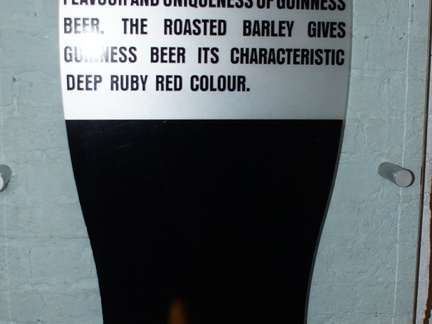 FLAVOUR AND UNIQUENESS OF GUINNESS
BEER. THE ROASTED BARLEY GIVES
GUINNESS BEER ITS CHARACTERISTIC
DEEP RUBY RED COLOUR.